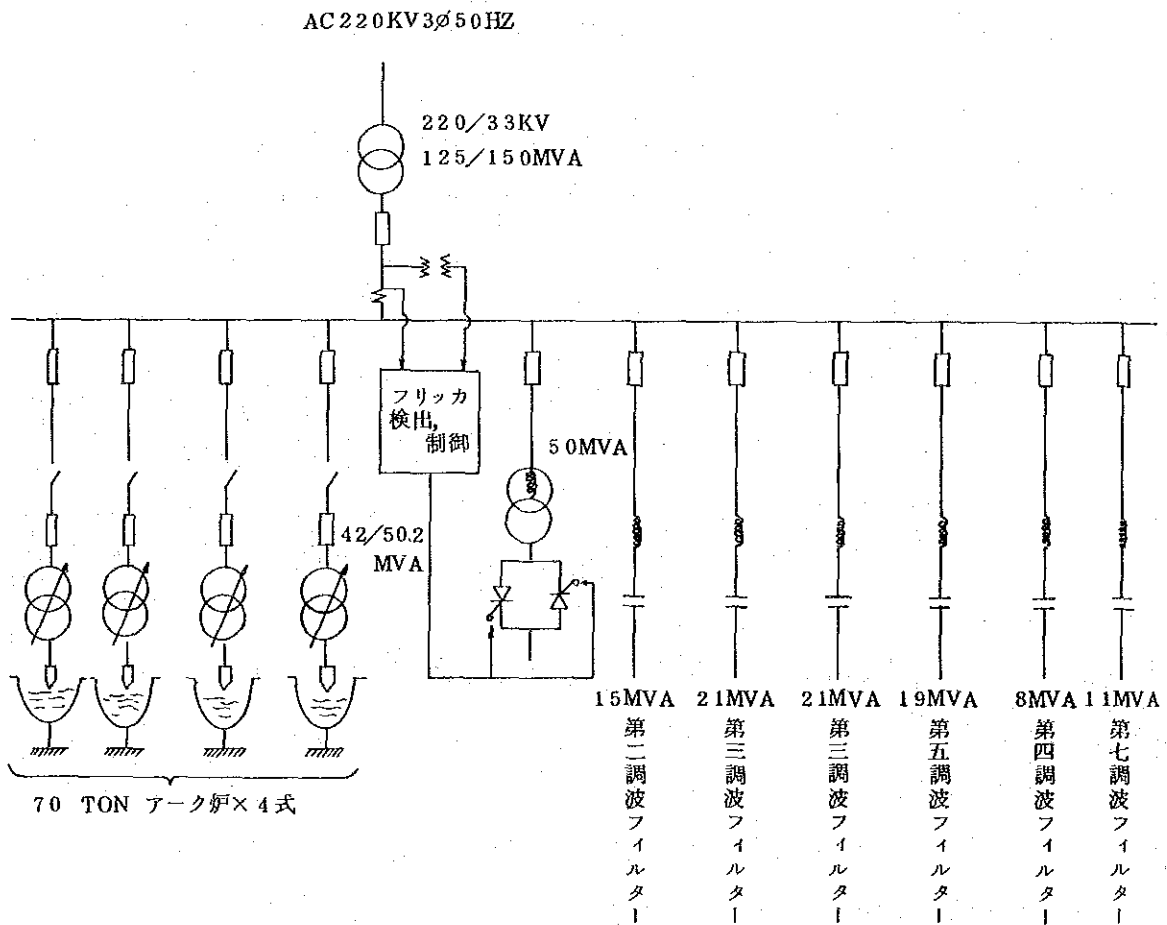 AC220KV3Ø50HZ
220/33KV
125/150MVA
フリッカ
検出,
制御
50MVA
42/50.2
MVA
15MVA
第二調波フィルター
21MVA
第三調波フィルター
21MVA
第三調波フィルター
19MVA
第五調波フィルター
8MVA
第四調波フィルター
11MVA
第七調波フィルター
70 TON アーク炉×4式